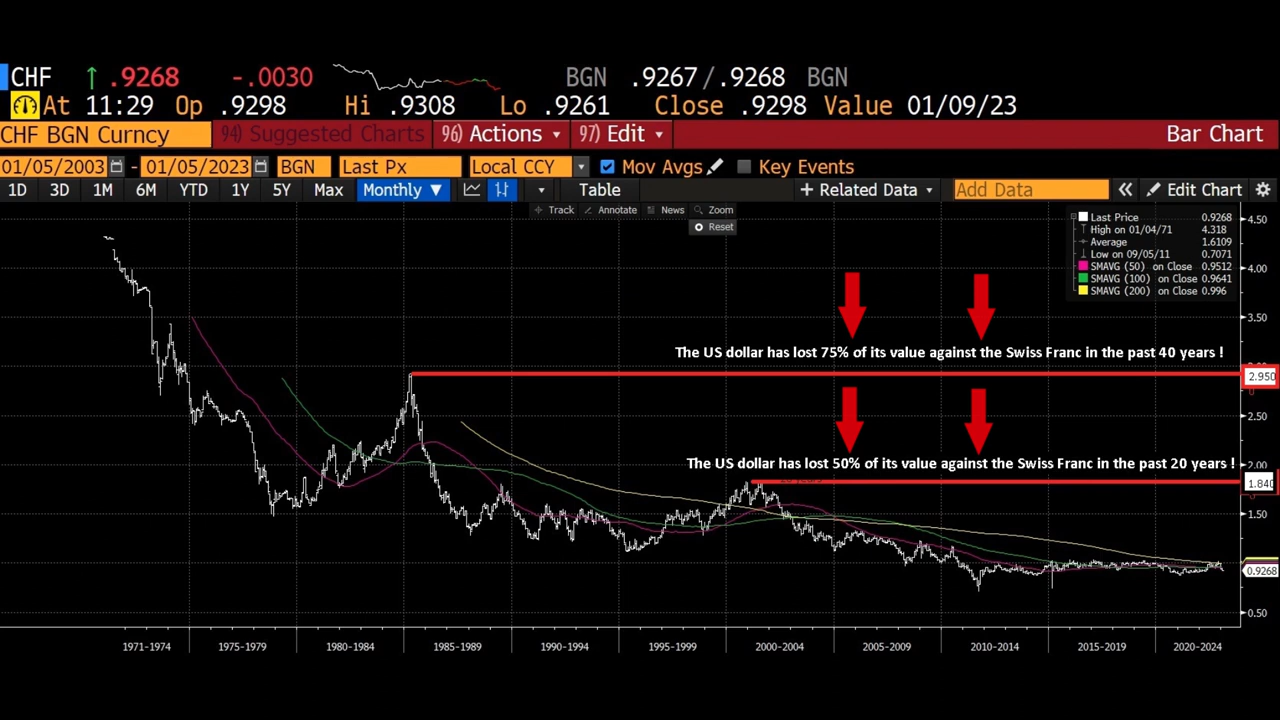 CHF ↑ .9268 -.0030 BGN .9267/.9268 BGN
At 11:29 Op .9298 Hi .9308 Lo .9261 Close .9298 Value 01/09/23
CHF BGN Curncy 94) Suggested Charts 96) Actions 97) Edit Bar Chart
01/05/2003 - 01/05/2023 BGN Last Px Local CCY Mov Avgs Key Events
1D 3D 1M 6M YTD 1Y 5Y Max Monthly ▼ Table + Related Data Add Data « Edit Chart
Track Annotate News Zoom
Reset
Last Price 0.9268
High on 01/04/71 4.318
Average 1.6109
Low on 09/05/11 0.7071
SMAVG (50) on Close 0.9512
SMAVG (100) on Close 0.9641
SMAVG (200) on Close 0.996
4.50
4.00
3.50
The US dollar has lost 75% of its value against the Swiss Franc in the past 40 years !
2.950
2.50
The US dollar has lost 50% of its value against the Swiss Franc in the past 20 years !
2.00
1.840
1.50
1.00
0.9268
0.50
1971-1974 1975-1979 1980-1984 1985-1989 1990-1994 1995-1999 2000-2004 2005-2009 2010-2014 2015-2019 2020-2024